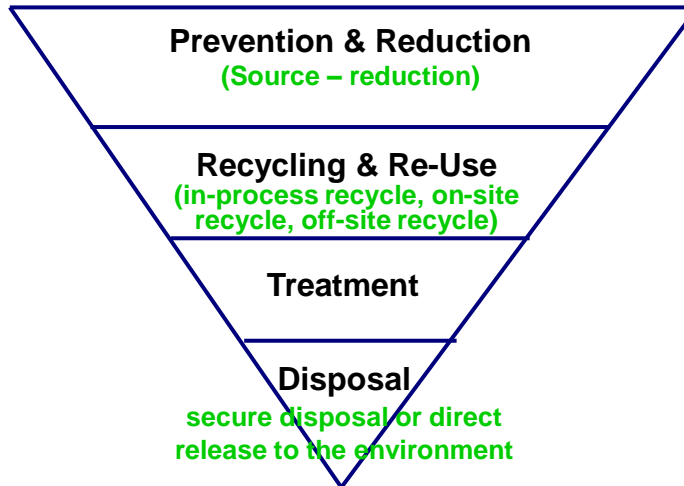 Prevention & Reduction
(Source – reduction)
Recycling & Re-Use
(in-process recycle, on-site
recycle, off-site recycle)
Treatment
Disposal
secure disposal or direct
release to the environment